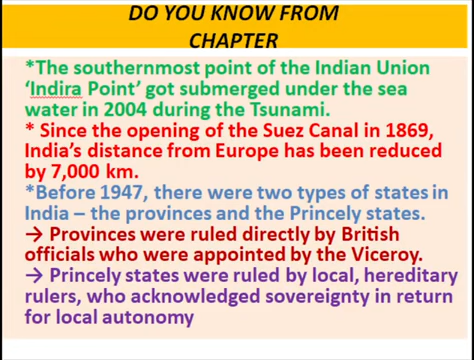 DO YOU KNOW FROM
CHAPTER
*The southernmost point of the Indian Union
‘Indira Point’ got submerged under the sea
water in 2004 during the Tsunami.
* Since the opening of the Suez Canal in 1869,
India’s distance from Europe has been reduced
by 7,000 km.
*Before 1947, there were two types of states in
India – the provinces and the Princely states.
→ Provinces were ruled directly by British
officials who were appointed by the Viceroy.
→ Princely states were ruled by local, hereditary
rulers, who acknowledged sovereignty in return
for local autonomy